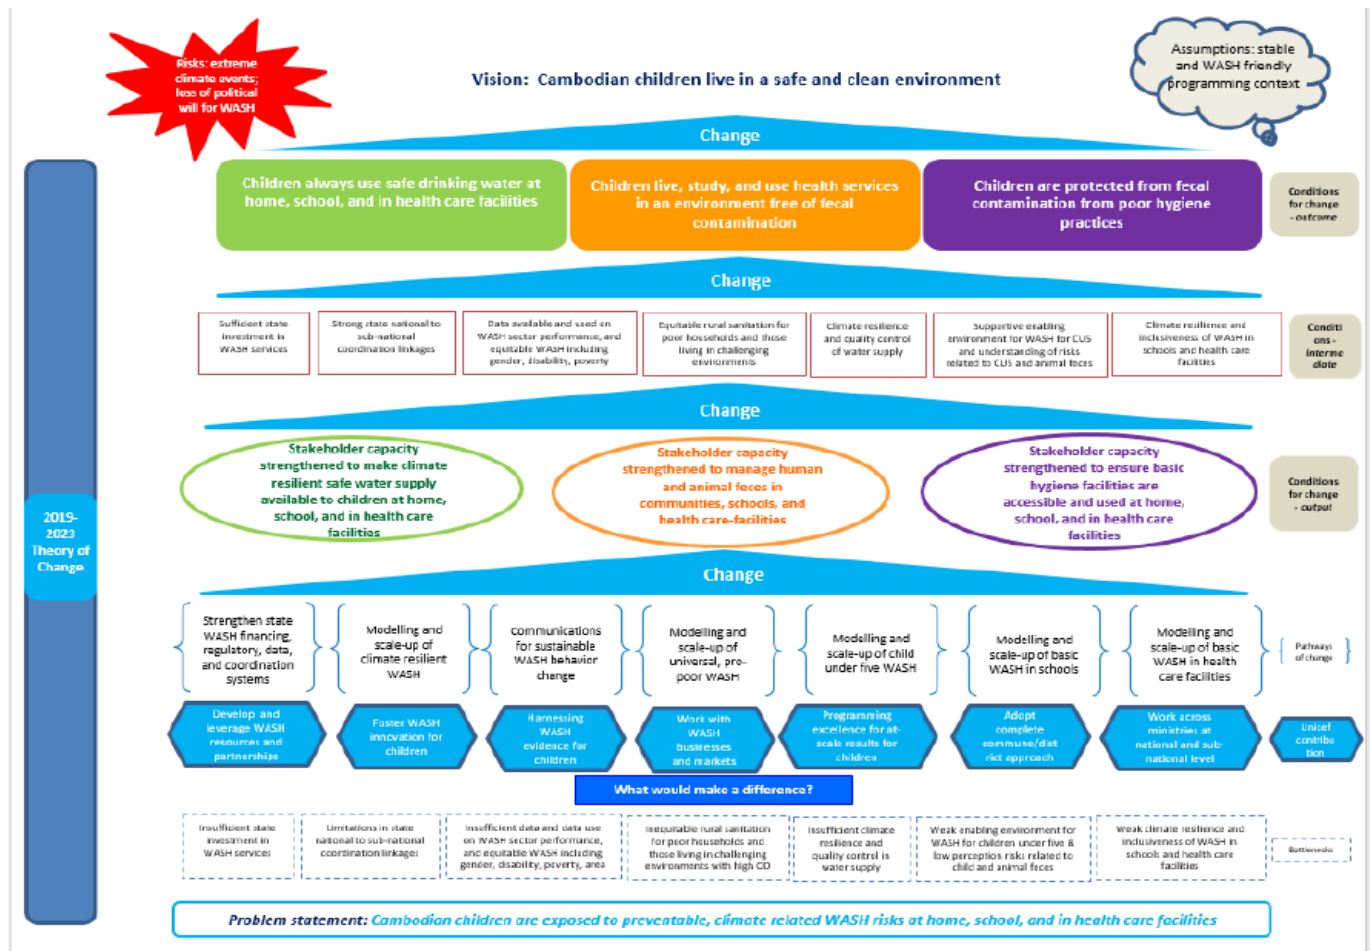 Risks: extreme
climate events;
loss of political
will for WASH
Vision: Cambodian children live in a safe and clean environment
Assumptions: stable
and WASH friendly
programming context
Change
Children always use safe drinking water at
home, school, and in health care facilities
Children live, study, and use health services
in an environment free of fecal
contamination
Children are protected from fecal
contamination from poor hygiene
practices
Conditions
for change
- outcome
Change
Sufficient state
investment in
WASH services
Strong state national to
sub-national
coordination linkages
Data available and used on
WASH sector performance, and
equitable WASH including
gender, disability, poverty
Equitable rural sanitation for
poor households and those
living in challenging
environments
Climate resilience
and quality control
of water supply
Supportive enabling
environment for WASH for CU5
and understanding of risks
related to CU5 and animal feces
Climate resilience and
inclusiveness of WASH in
schools and health care
facilities
Conditi
ons -
interme
diate
Change
Stakeholder capacity
strengthened to make climate
resilient safe water supply
available to children at home,
school, and in health care
facilities
Stakeholder capacity
strengthened to manage human
and animal feces in
communities, schools, and
health care-facilities
Stakeholder capacity
strengthened to ensure basic
hygiene facilities are
accessible and used at home,
school, and in health care
facilities
Conditions
for change
- output
2019-
2023
Theory of
Change
Change
Strengthen state
WASH financing,
regulatory, data,
and coordination
systems
Modelling and
scale-up of
climate resilient
WASH
Communications
for sustainable
WASH behavior
change
Modelling and
scale-up of
universal, pro-
poor WASH
Modelling and
scale-up of child
under five WASH
Modelling and
scale-up of basic
WASH in schools
Modelling and
scale-up of basic
WASH in health
care facilities
Pathways
of change
Develop and
leverage WASH
resources and
partnerships
Foster WASH
innovation for
children
Harnessing
WASH
evidence for
children
Work with
WASH
businesses
and markets
Programming
excellence for at-
scale results for
children
Adopt
complete
commune/dist
rict approach
Work across
ministries at
national and sub-
national level
Unicef
contribu
tion
What would make a difference?
Insufficient state
investment in
WASH services
Limitations in state
national to sub-national
coordination linkages
Insufficient data and data use
on WASH sector performance,
and equitable WASH including
gender, disability, poverty, area
Inequitable rural sanitation
for poor households and
those living in challenging
environments with high OD
Insufficient climate
resilience and
quality control in
water supply
Weak enabling environment for
WASH for children under five &
low perception risks related to
child and animal feces
Weak climate resilience and
inclusiveness of WASH in
schools and health care
facilities
Bottlenecks
Problem statement: Cambodian children are exposed to preventable, climate related WASH risks at home, school, and in health care facilities